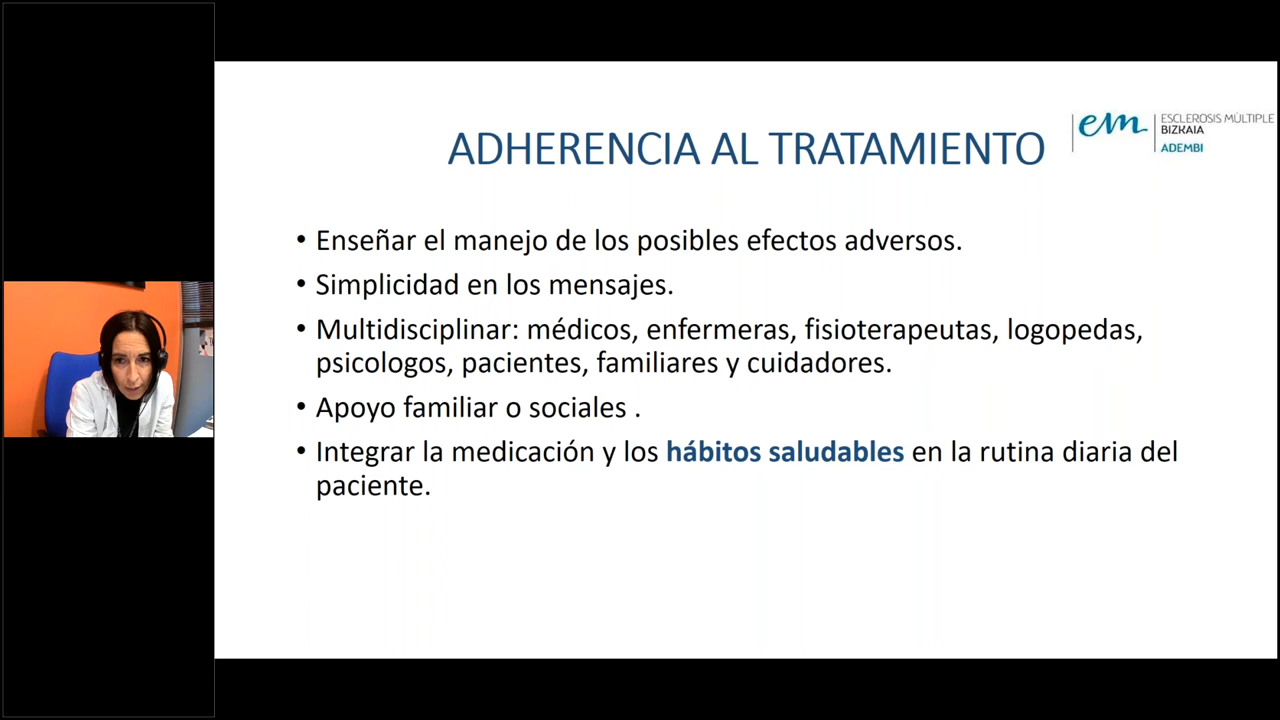 ADHERENCIA AL TRATAMIENTO
em
ESCLEROSIS MÚLTIPLE
BIZKAIA
ADEMBI
• Enseñar el manejo de los posibles efectos adversos.
• Simplicidad en los mensajes.
• Multidisciplinar: médicos, enfermeras, fisioterapeutas, logopedas,
psicologos, pacientes, familiares y cuidadores.
• Apoyo familiar o sociales .
• Integrar la medicación y los hábitos saludables en la rutina diaria del
paciente.